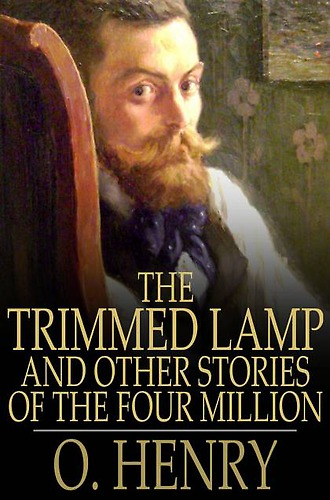 THE
TRIMMED LAMP
AND OTHER STORIES
OF THE FOUR MILLION
O. HENRY